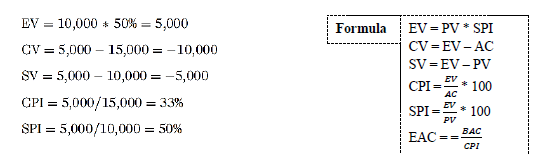 EV = 10,000 * 50% = 5,000
CV = 5,000 − 15,000 = −10,000
SV = 5,000 − 10,000 = −5,000
CPI = 5,000/15,000 = 33%
SPI = 5,000/10,000 = 50%
Formula
EV = PV * SPI
CV = EV – AC
SV = EV – PV
CPI = EV/AC * 100
SPI = EV/PV * 100
EAC = = BAC/CPI